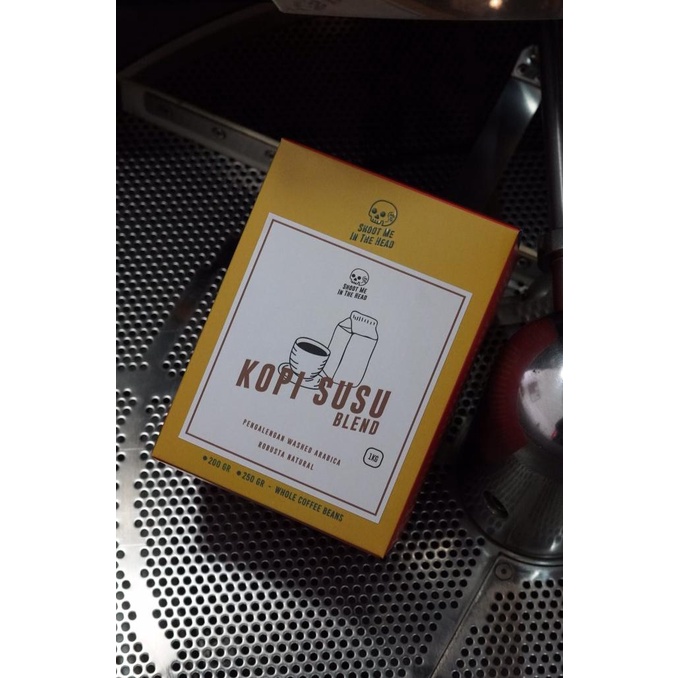 SHOOT ME
IN THE HEAD
SHOOT ME
IN THE HEAD
KOPI SUSU
BLEND
PENGALENGAN WASHED ARABICA
ROBUSTA NATURAL
1KG
200 GR 250 GR - WHOLE COFFEE BEANS